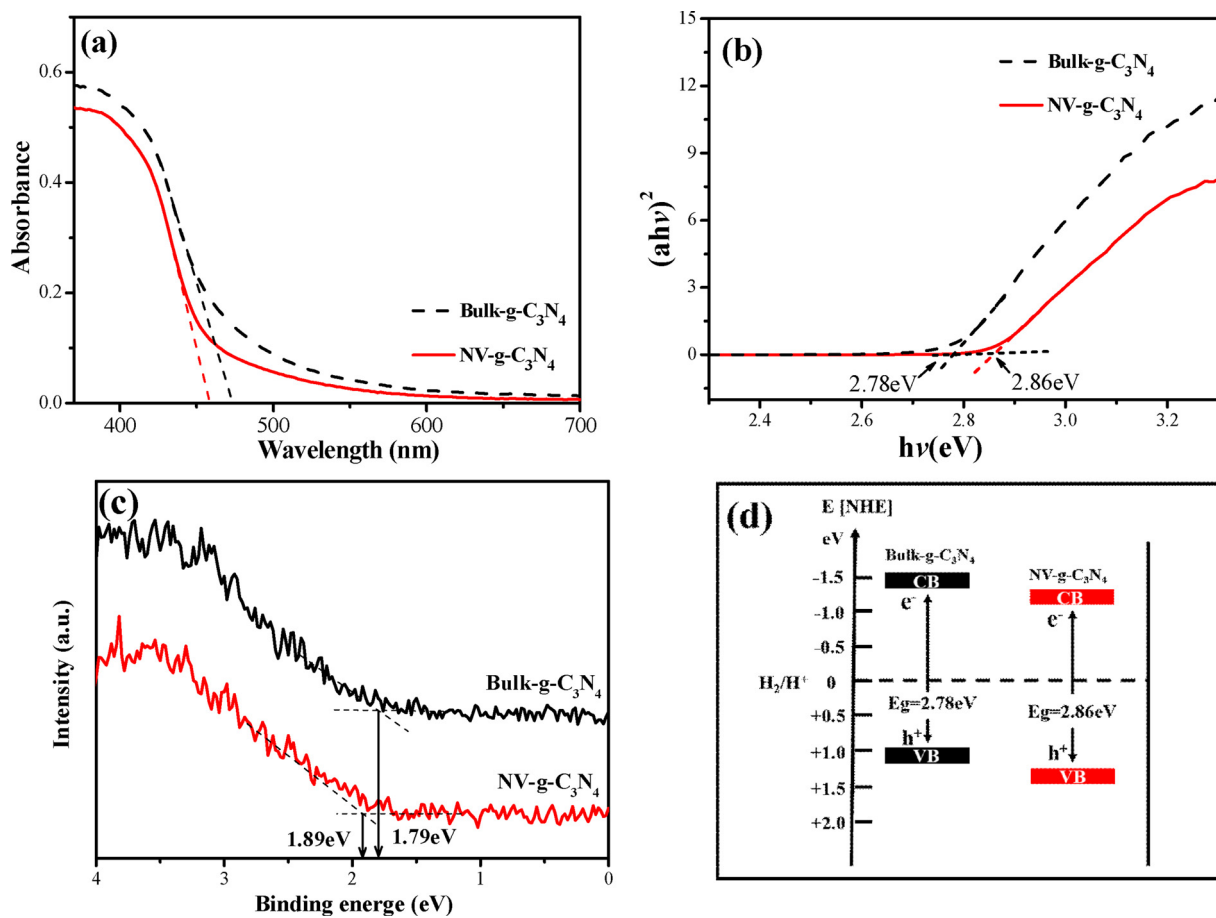 (a)
0.6
0.4
0.2
0.0
Absorbance
Bulk-g-C₃N₄
NV-g-C₃N₄
400
500
600
700
Wavelength (nm)
(b)
15
12
9
6
3
0
(ahν)²
Bulk-g-C₃N₄
NV-g-C₃N₄
2.78eV
2.86eV
2.4
2.6
2.8
3.0
3.2
hν(eV)
(c)
Intensity (a.u.)
Bulk-g-C₃N₄
NV-g-C₃N₄
1.89eV
1.79eV
4
3
2
1
0
Binding energe (eV)
(d)
E [NHE]
eV
Bulk-g-C₃N₄
NV-g-C₃N₄
-1.5
CB
CB
-1.0
e⁻
e⁻
-0.5
H₂/H⁺
0
Eg=2.78eV
Eg=2.86eV
+0.5
h⁺
h⁺
+1.0
VB
VB
+1.5
+2.0